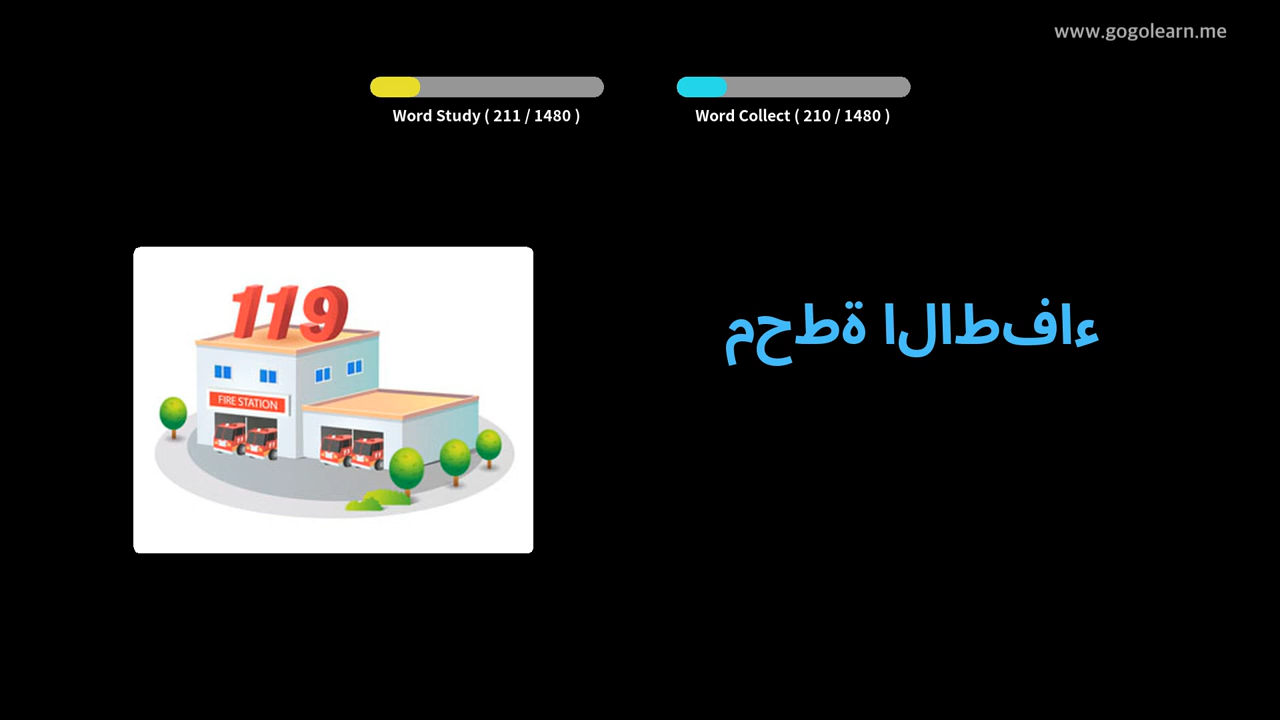 www.gogolearn.me
Word Study ( 211 / 1480 )
Word Collect ( 210 / 1480 )
119
FIRE STATION
محطة الاطفاء